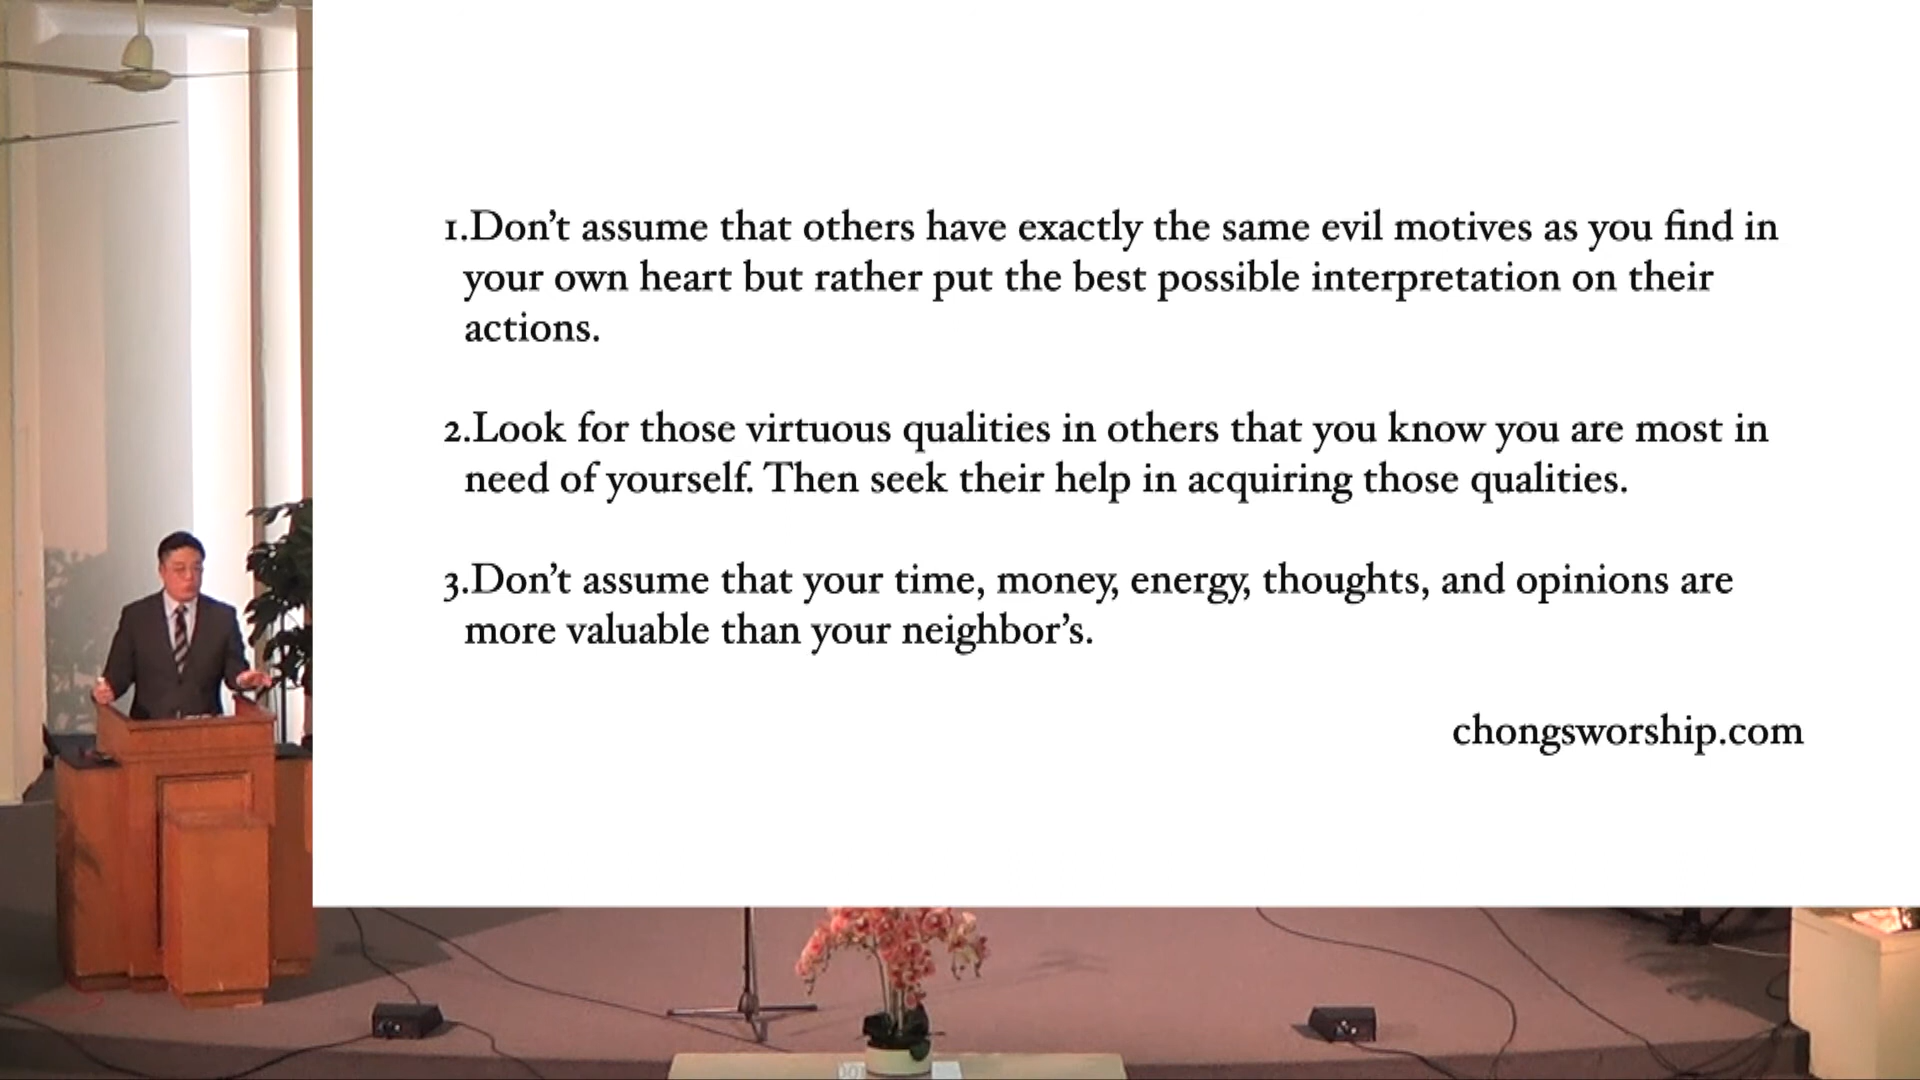 1.Don’t assume that others have exactly the same evil motives as you find in
your own heart but rather put the best possible interpretation on their
actions.
2.Look for those virtuous qualities in others that you know you are most in
need of yourself. Then seek their help in acquiring those qualities.
3.Don’t assume that your time, money, energy, thoughts, and opinions are
more valuable than your neighbor’s.
chongsworship.com